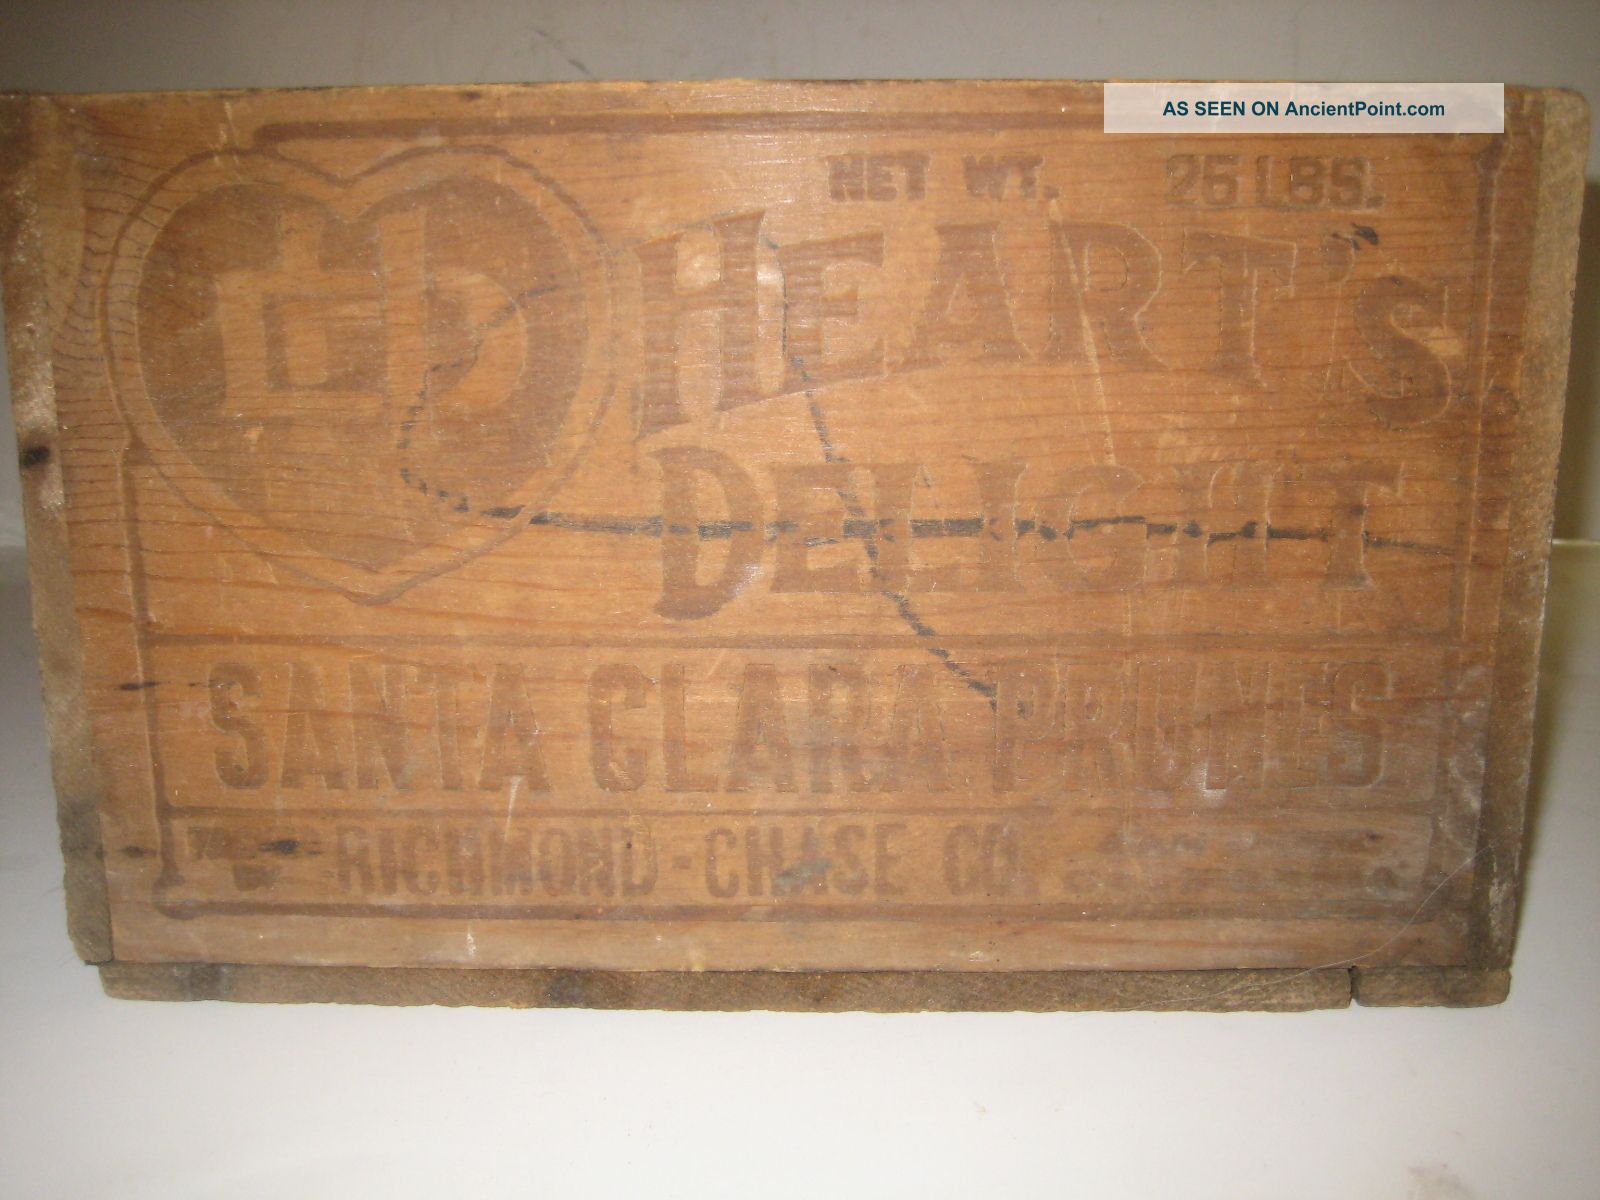 AS SEEN ON AncientPoint.com
NET WT. 25 LBS.
HD
HEART'S
DELIGHT
SANTA CLARA PRUNES
RICHMOND-CHASE CO.